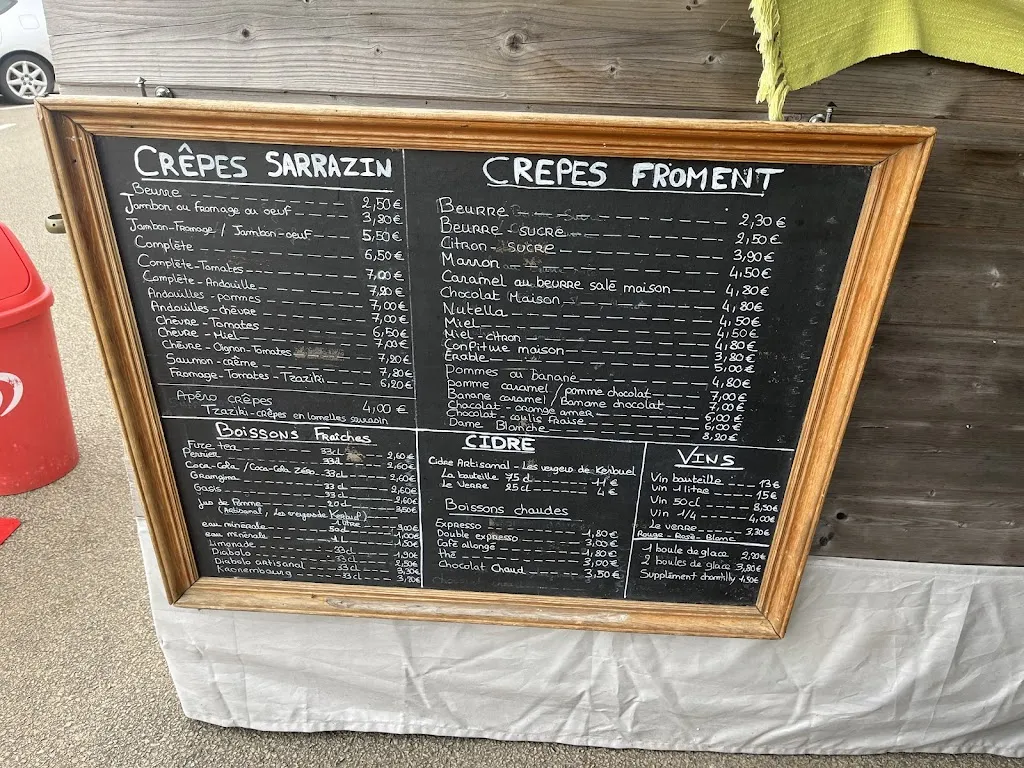 CRÊPES SARRAZIN
Beurre 2,50€
Jambon ou fromage ou oeuf 3,80€
Jambon-Fromage / Jambon-oeuf 5,50€
Complète 6,50€
Complète-Tomates 7,00€
Complète-Andouille 7,20€
Andouilles-pommes 7,00€
Andouilles-chèvre 7,00€
Chèvre-Tomates 6,50€
Chèvre-Miel 7,00€
Chèvre-Oignon-Tomates 7,20€
Saumon-crême 7,80€
Fromage-Tomates-Tzaziki 6,20€
Apéro crêpes 4,00€
Tzaziki-crêpes en lamelles sarrasin
CREPES FROMENT
Beurre 2,30€
Beurre sucre 2,50€
Citron-sucre 3,90€
Marron 4,50€
Caramel au beurre salé maison 4,80€
Chocolat Maison 4,80€
Nutella 4,50€
Miel 4,50€
Miel-citron 4,80€
Confiture maison 3,80€
Erable 5,00€
Pommes ou banane 4,80€
Pomme caramel / pomme chocolat 7,00€
Banane caramel / Banane chocolat 7,00€
Chocolat-orange amer 6,00€
Chocolat-coulis fraise 6,00€
Dame Blanche 8,20€
Boissons Fraîches
Fuze tea 33cl 2,60€
Perrier 33cl 2,60€
Coca-Cola / Coca-Cola Zéro 33cl 2,60€
Orangina 33cl 2,60€
Oasis 33cl 2,60€
Jus de Pomme 20cl 3,50€
(Artisanal, Les vergers de Kerbuel)
1 litre
eau minérale 50cl 1,00€
eau minérale 1L
Limonade
Diabolo 33cl 1,90€
Diabolo artisanal 33cl 3,30€
Kronembourg 33cl
CIDRE
Cidre Artisanal - Les vergers de Kerbuel
La bouteille 75cl 11€
Le Verre 25cl 4€
Boissons chaudes
Expresso 1,80€
Double expresso 3,00€
Café allongé 1,80€
thé 3,00€
Chocolat Chaud 3,50€
VINS
Vin bouteille 13€
Vin 1 litre 15€
Vin 50cl 8,50€
Vin 1/4 4,00€
Le verre 3,30€
Rouge - Rosé - Blanc
1 boule de glace 2,20€
2 boules de glace 3,80€
Supplément chantilly 1,50€